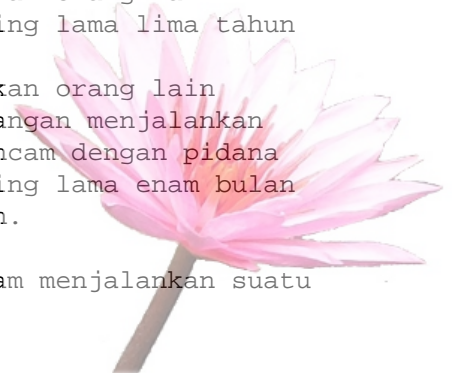 ing lama lima tahun
kan orang lain
angan menjalankan
ncam dengan pidana
ing lama enam bulan
n.
am menjalankan suatu